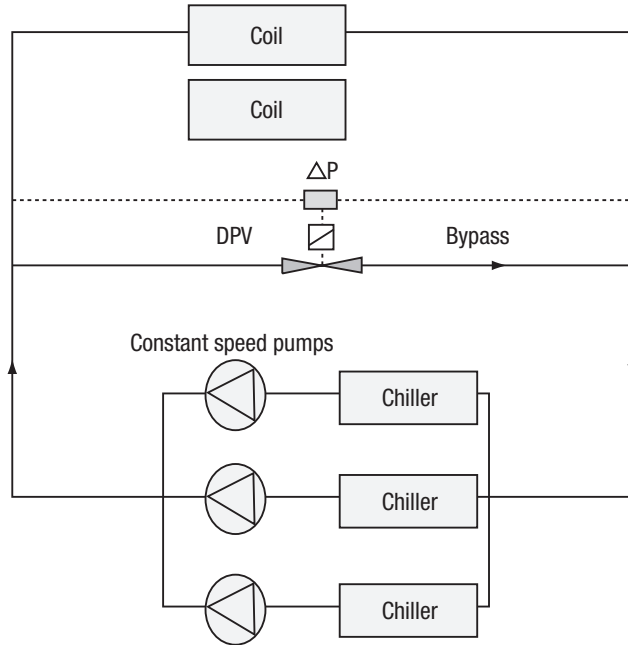 Coil
Coil
△P
DPV
Bypass
Constant speed pumps
Chiller
Chiller
Chiller